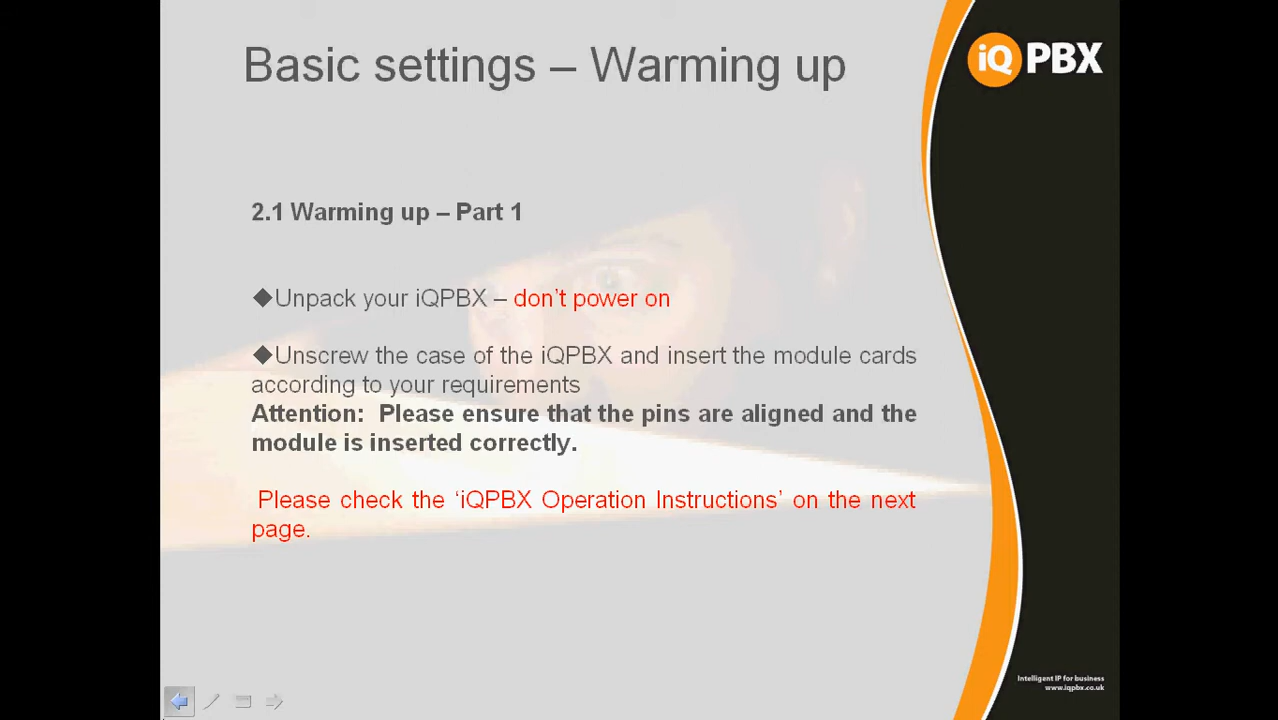 Basic settings – Warming up
iQ PBX
2.1 Warming up – Part 1
◆Unpack your iQPBX – don’t power on
◆Unscrew the case of the iQPBX and insert the module cards
according to your requirements
Attention: Please ensure that the pins are aligned and the
module is inserted correctly.
Please check the ‘iQPBX Operation Instructions’ on the next
page.
Intelligent IP for business
www.iqpbx.co.uk